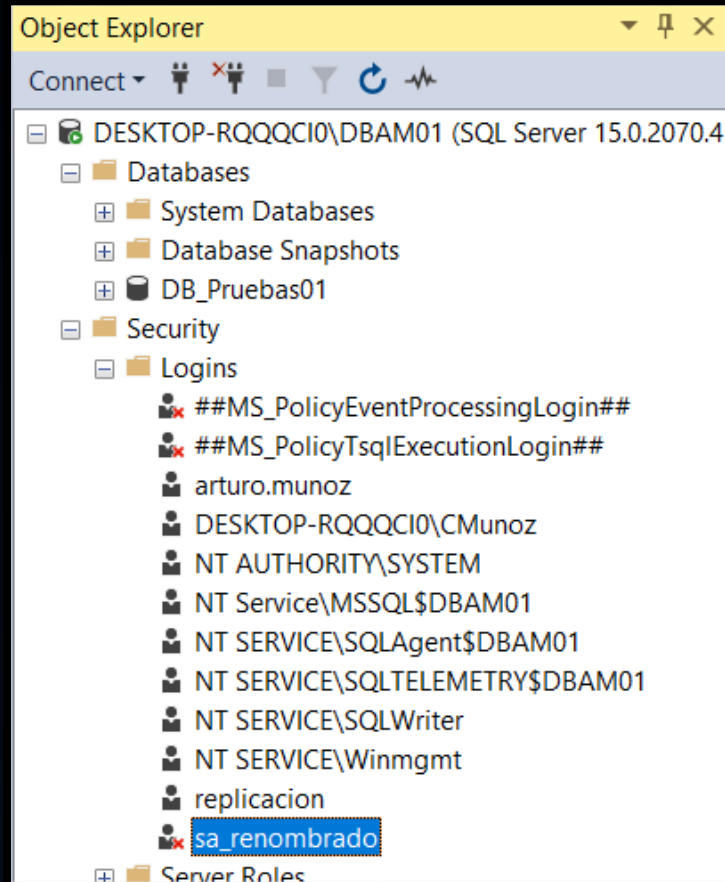 Object Explorer
Connect
DESKTOP-RQQQCI0\DBAM01 (SQL Server 15.0.2070.4
Databases
System Databases
Database Snapshots
DB_Pruebas01
Security
Logins
##MS_PolicyEventProcessingLogin##
##MS_PolicyTsqlExecutionLogin##
arturo.munoz
DESKTOP-RQQQCI0\CMunoz
NT AUTHORITY\SYSTEM
NT Service\MSSQL$DBAM01
NT SERVICE\SQLAgent$DBAM01
NT SERVICE\SQLTELEMETRY$DBAM01
NT SERVICE\SQLWriter
NT SERVICE\Winmgmt
replicacion
sa_renombrado
Server Roles